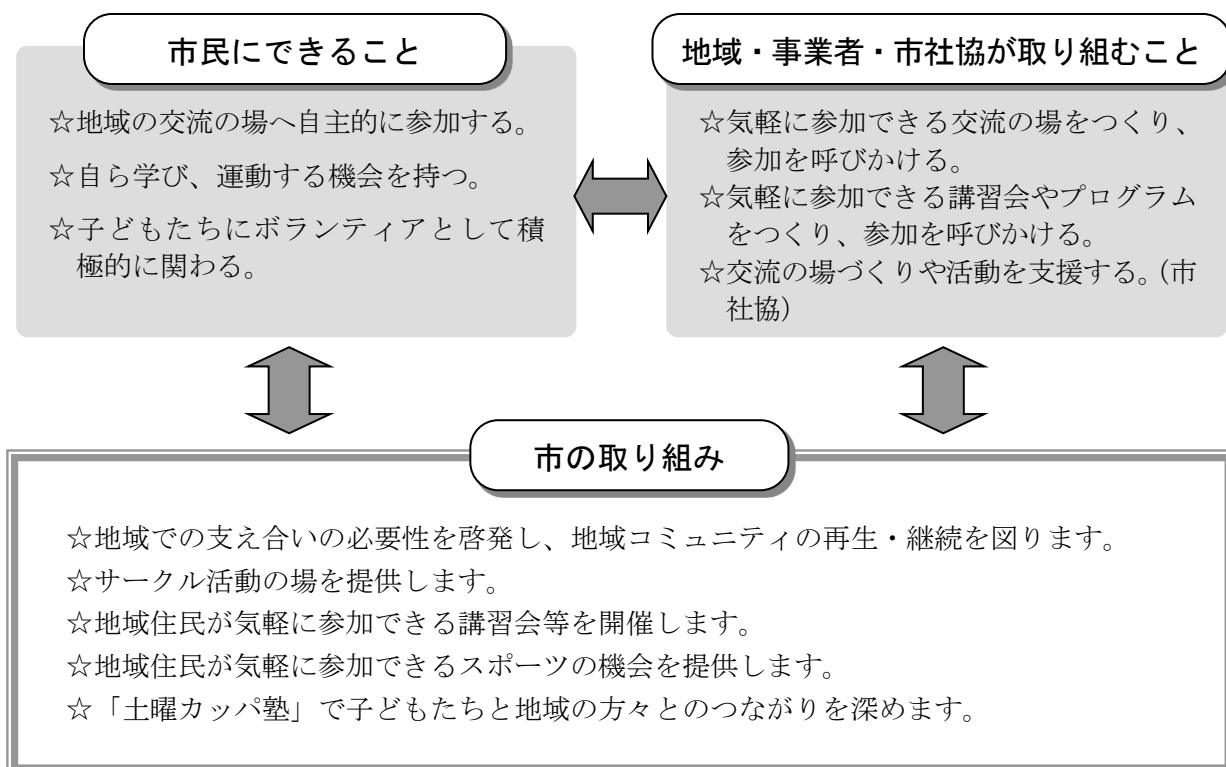 市民にできること
☆地域の交流の場へ自主的に参加する。
☆自ら学び、運動する機会を持つ。
☆子どもたちにボランティアとして積
極的に関わる。
地域・事業者・市社協が取り組むこと
☆気軽に参加できる交流の場をつくり、
参加を呼びかける。
☆気軽に参加できる講習会やプログラム
をつくり、参加を呼びかける。
☆交流の場づくりや活動を支援する。（市
社協）
市の取り組み
☆地域での支え合いの必要性を啓発し、地域コミュニティの再生・継続を図ります。
☆サークル活動の場を提供します。
☆地域住民が気軽に参加できる講習会等を開催します。
☆地域住民が気軽に参加できるスポーツの機会を提供します。
☆「土曜カッパ塾」で子どもたちと地域の方々とのつながりを深めます。